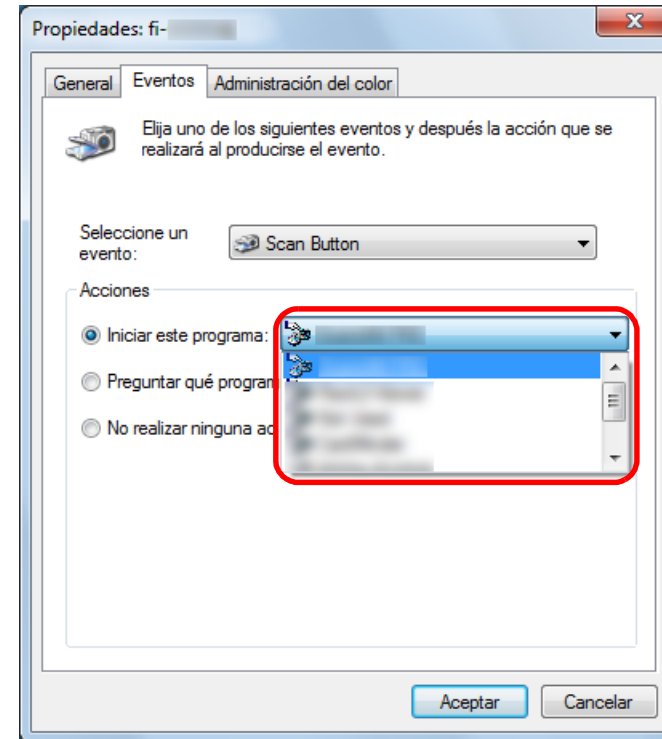 Propiedades: fi-
General Eventos Administración del color
Elija uno de los siguientes eventos y después la acción que se
realizará al producirse el evento.
Seleccione un
evento:
Scan Button
Acciones
Iniciar este programa:
Preguntar qué
No realizar ninguna
Aceptar Cancelar